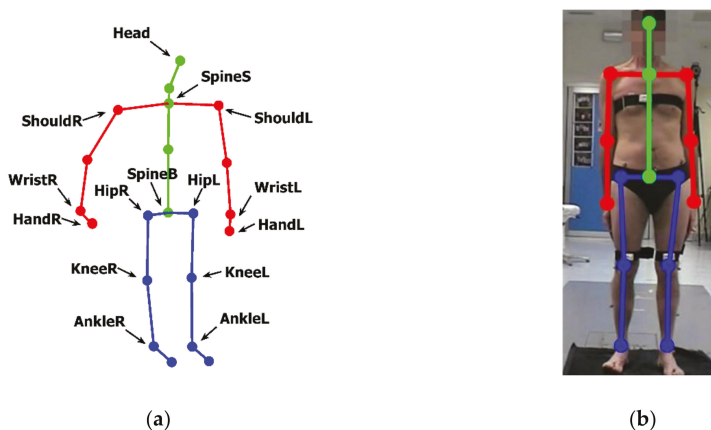 Head
SpineS
ShouldR
ShouldL
SpineB
HipR
HipL
WristR
WristL
HandR
HandL
KneeR
KneeL
AnkleR
AnkleL
(a)
(b)